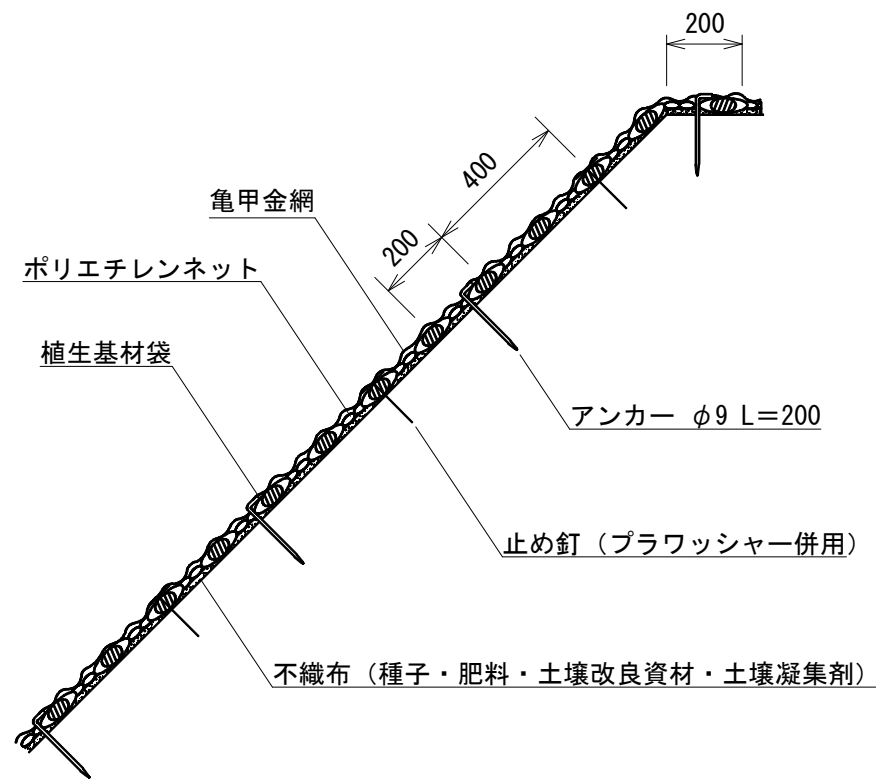 200
400
亀甲金網
200
ポリエチレンネット
植生基材袋
アンカー φ9 L=200
止め釘（プラワッシャー併用）
不織布（種子・肥料・土壌改良資材・土壌凝集剤）